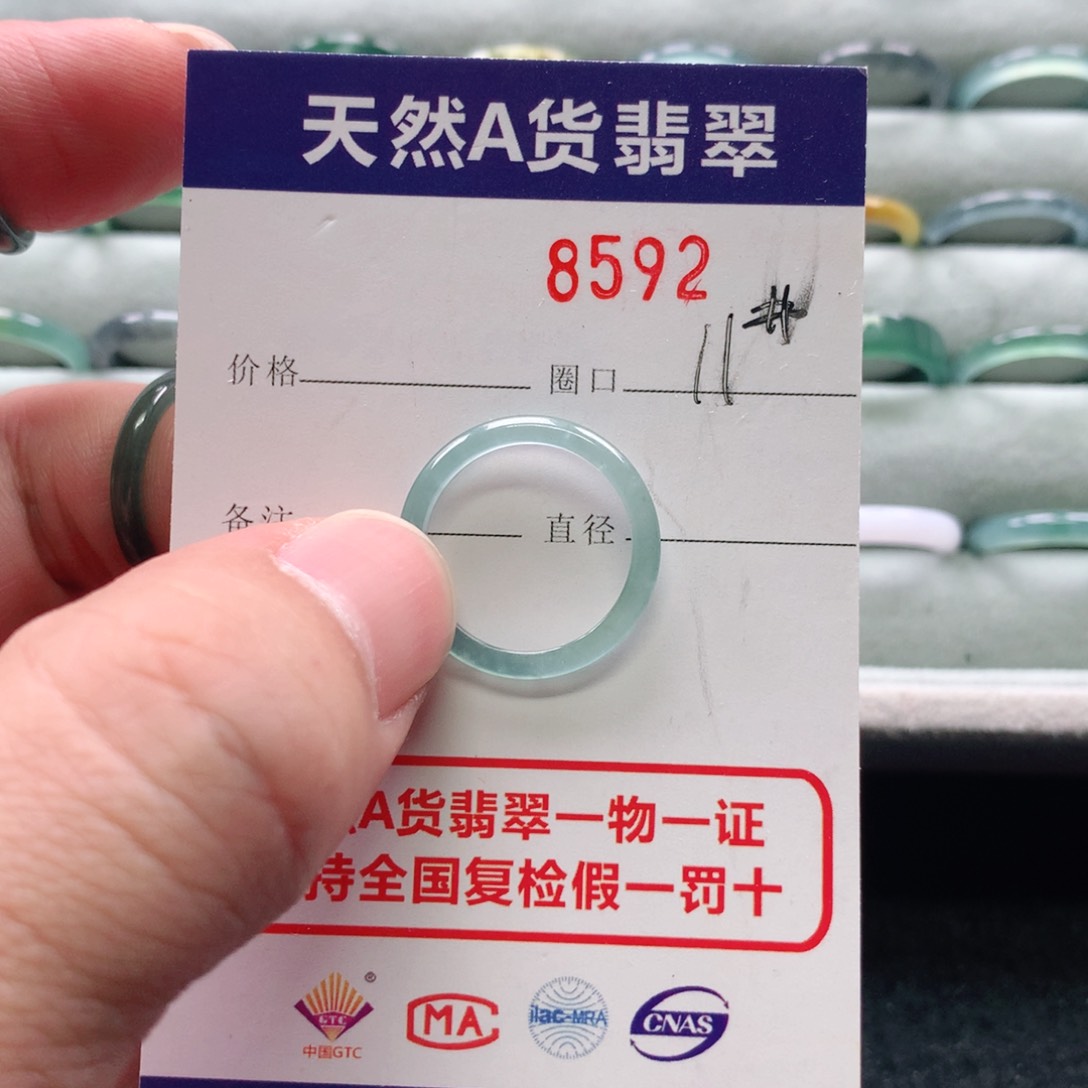 天然A货翡翠
8592
价格 圈口 11#
备注 直径
A货翡翠一物一证
持全国复检假一罚十
GTC ® MA ilac-MRA CNAS
中国GTC